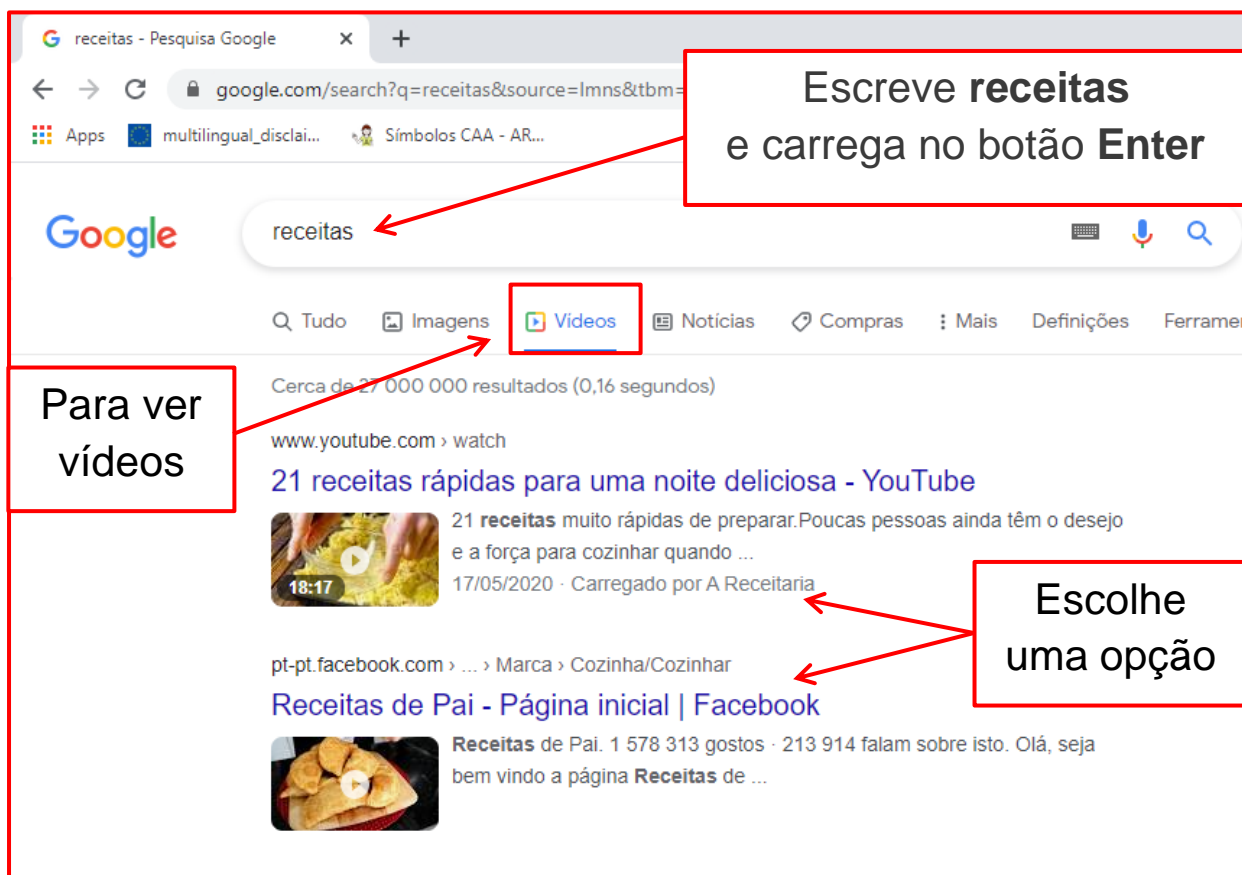 receitas - Pesquisa Google
google.com/search?q=receitas&source=lmns&tbm=
Escreve receitas
e carrega no botão Enter
Apps multilingual_disclai... Símbolos CAA - AR...
Google
receitas
Tudo Imagens Vídeos Notícias Compras Mais Definições Ferramen
Cerca de 27 000 000 resultados (0,16 segundos)
Para ver
vídeos
www.youtube.com › watch
21 receitas rápidas para uma noite deliciosa - YouTube
21 receitas muito rápidas de preparar.Poucas pessoas ainda têm o desejo
e a força para cozinhar quando ...
18:17
17/05/2020 · Carregado por A Receitaria
Escolhe
uma opção
pt-pt.facebook.com › ... › Marca › Cozinha/Cozinhar
Receitas de Pai - Página inicial | Facebook
Receitas de Pai. 1 578 313 gostos · 213 914 falam sobre isto. Olá, seja
bem vindo a página Receitas de ...